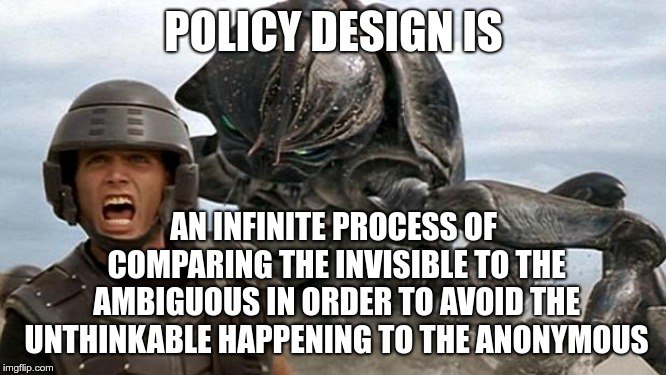 POLICY DESIGN IS
AN INFINITE PROCESS OF
COMPARING THE INVISIBLE TO THE
AMBIGUOUS IN ORDER TO AVOID THE
UNTHINKABLE HAPPENING TO THE ANONYMOUS
imgflip.com